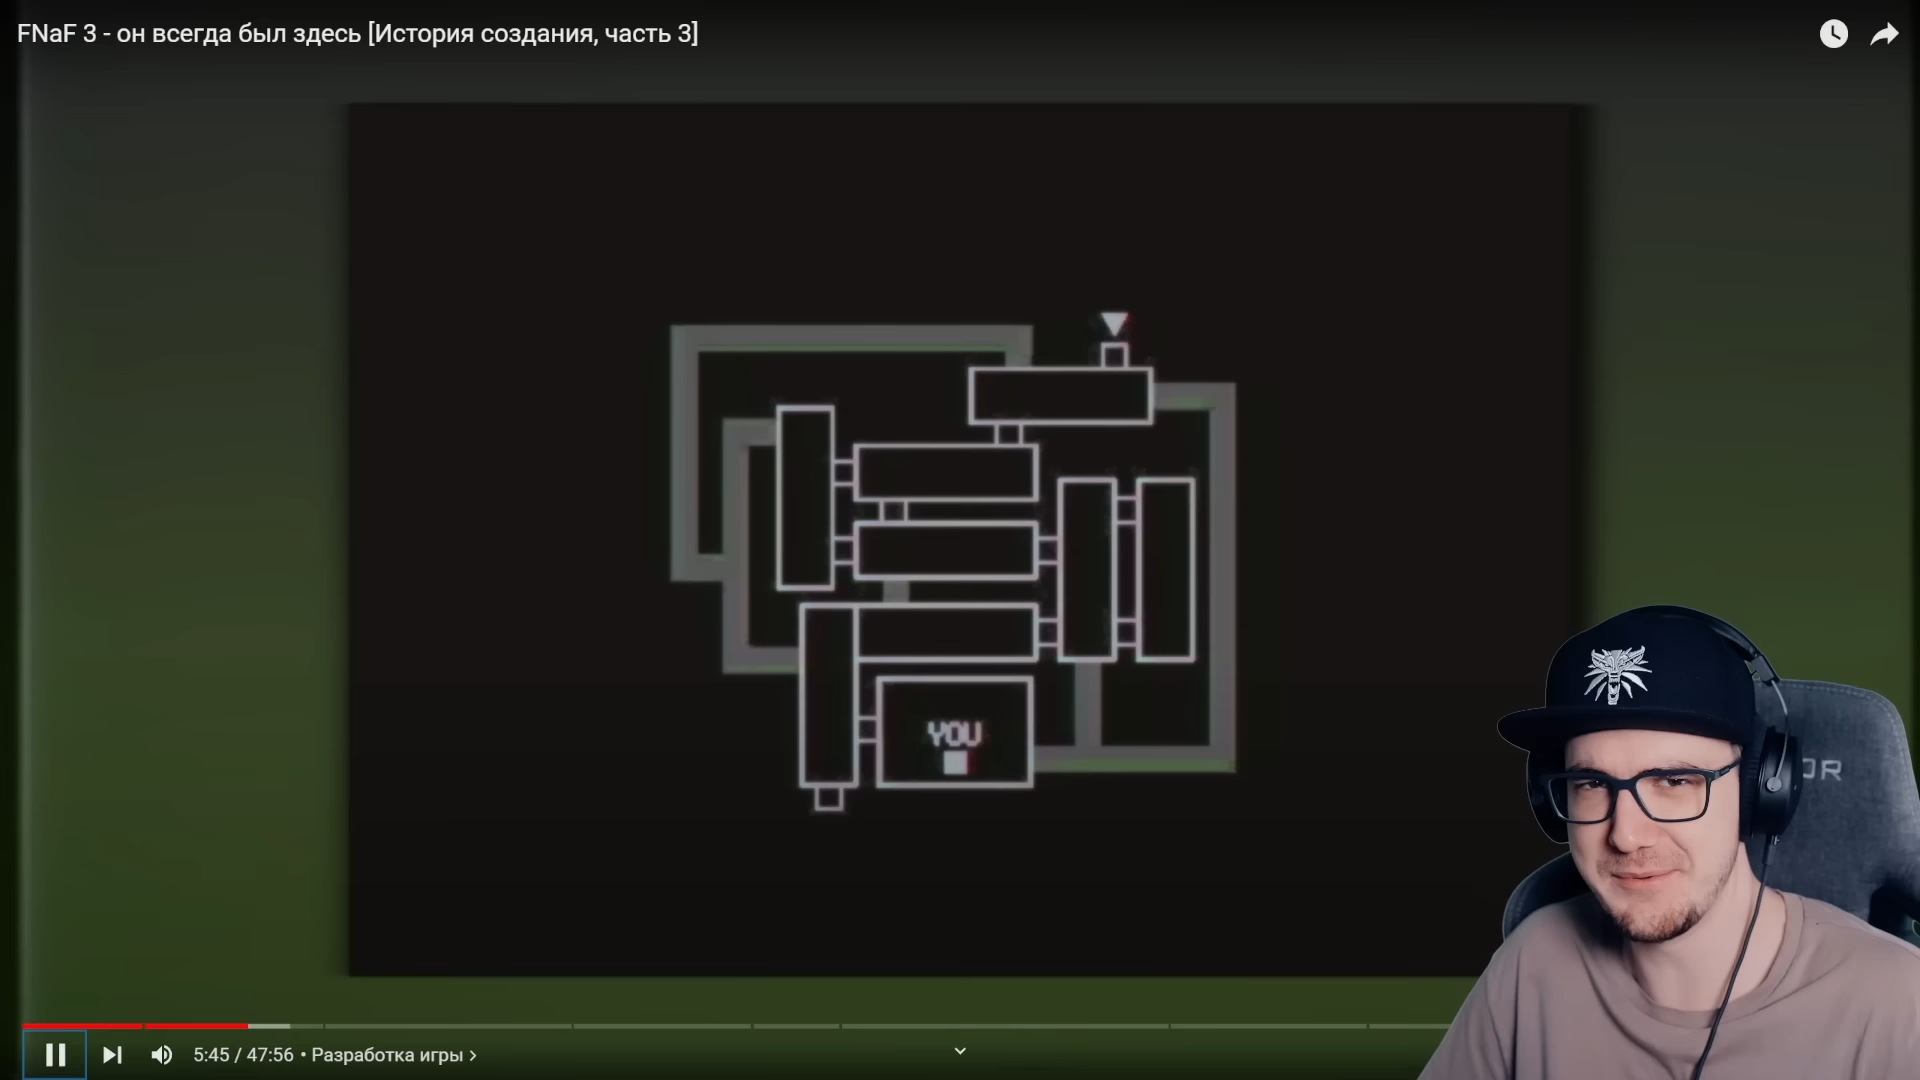 FNaF 3 - он всегда был здесь [История создания, часть 3]
YOU
5:45 / 47:56 • Разработка игры ›